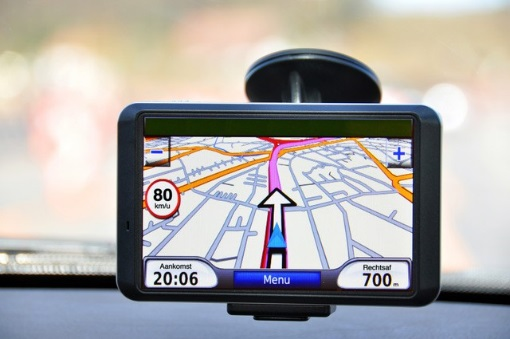 -
+
80
km/u
Aankomst
20:06
Menu
Rechtsaf
700 m